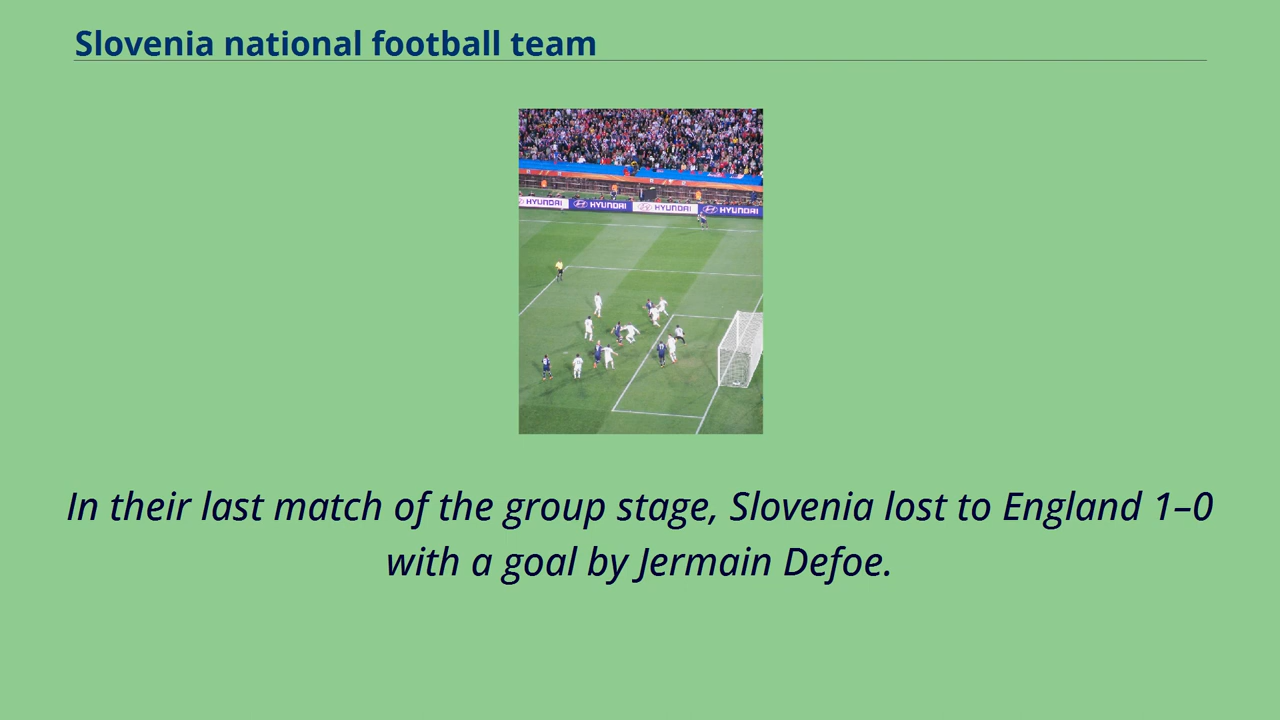 Slovenia national football team
HYUNDAI HYUNDAI HYUNDAI HYUNDAI
In their last match of the group stage, Slovenia lost to England 1–0
with a goal by Jermain Defoe.